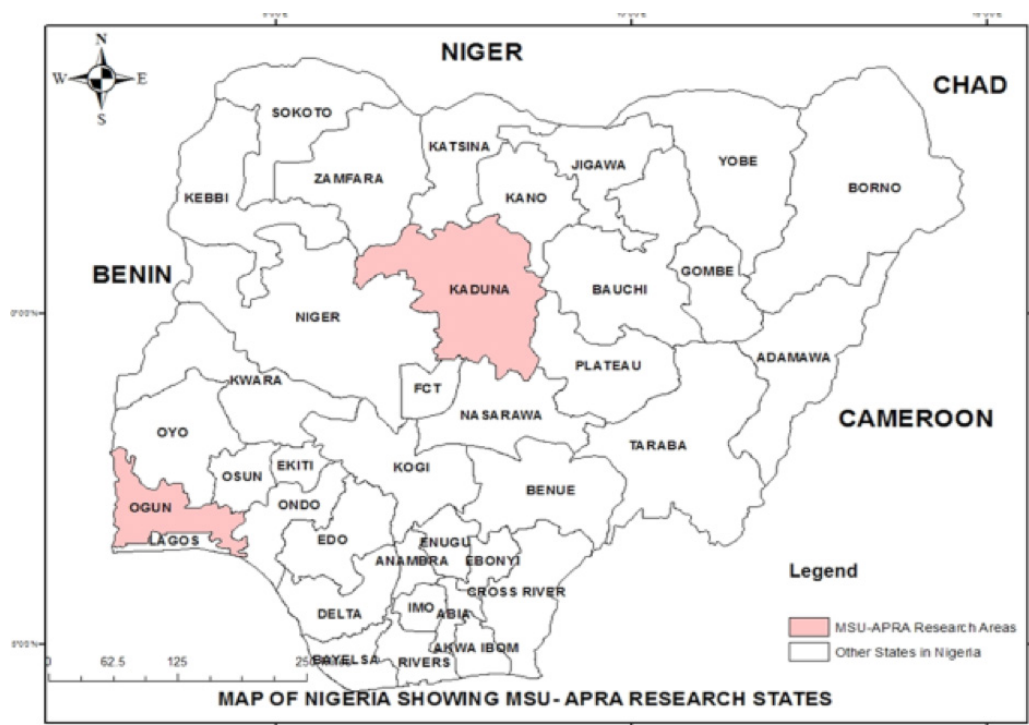 NIGER
N
W E
S
CHAD
SOKOTO
KATSINA
JIGAWA
YOBE
ZAMFARA
KEBBI
KANO
BORNO
BENIN
GOMBE
KADUNA
BAUCHI
NIGER
ADAMAWA
PLATEAU
KWARA
FCT
NASARAWA
CAMEROON
OYO
TARABA
KOGI
EKITI
OSUN
BENUE
OGUN
ONDO
LAGOS
EDO
ENUGU
ANAMBRA
EBONYI
CROSS RIVER
IMO
ABIA
DELTA
AKWA IBOM
BAYELSA
RIVERS
Legend
MSU-APRA Research Areas
Other States in Nigeria
0 62.5 125 250
MAP OF NIGERIA SHOWING MSU- APRA RESEARCH STATES